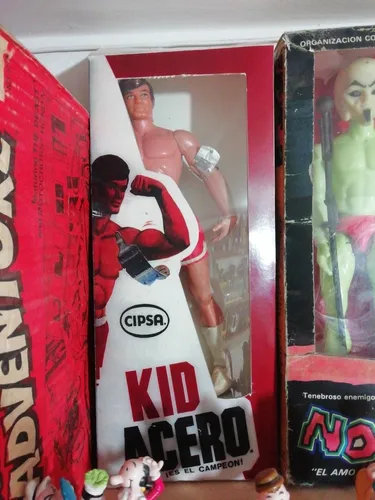 ADVENTURE
ORGANIZACION CO
CIPSA.
KID
ACERO.
¡ES EL CAMPEON!
Tenebroso enemigo
NO
"EL AMO